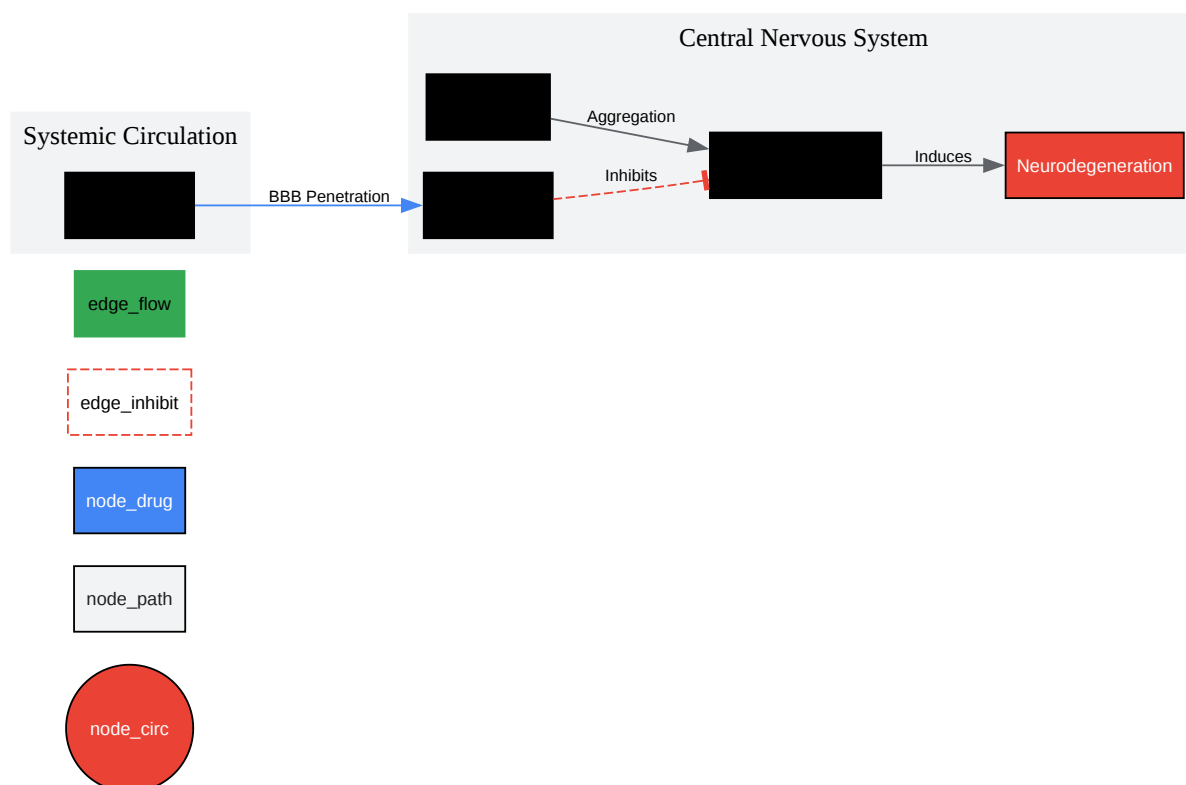 Central Nervous System
Aggregation
Systemic Circulation
Induces
Neurodegeneration
Inhibits
BBB Penetration
edge_flow
edge_inhibit
node_drug
node_path
node_circ